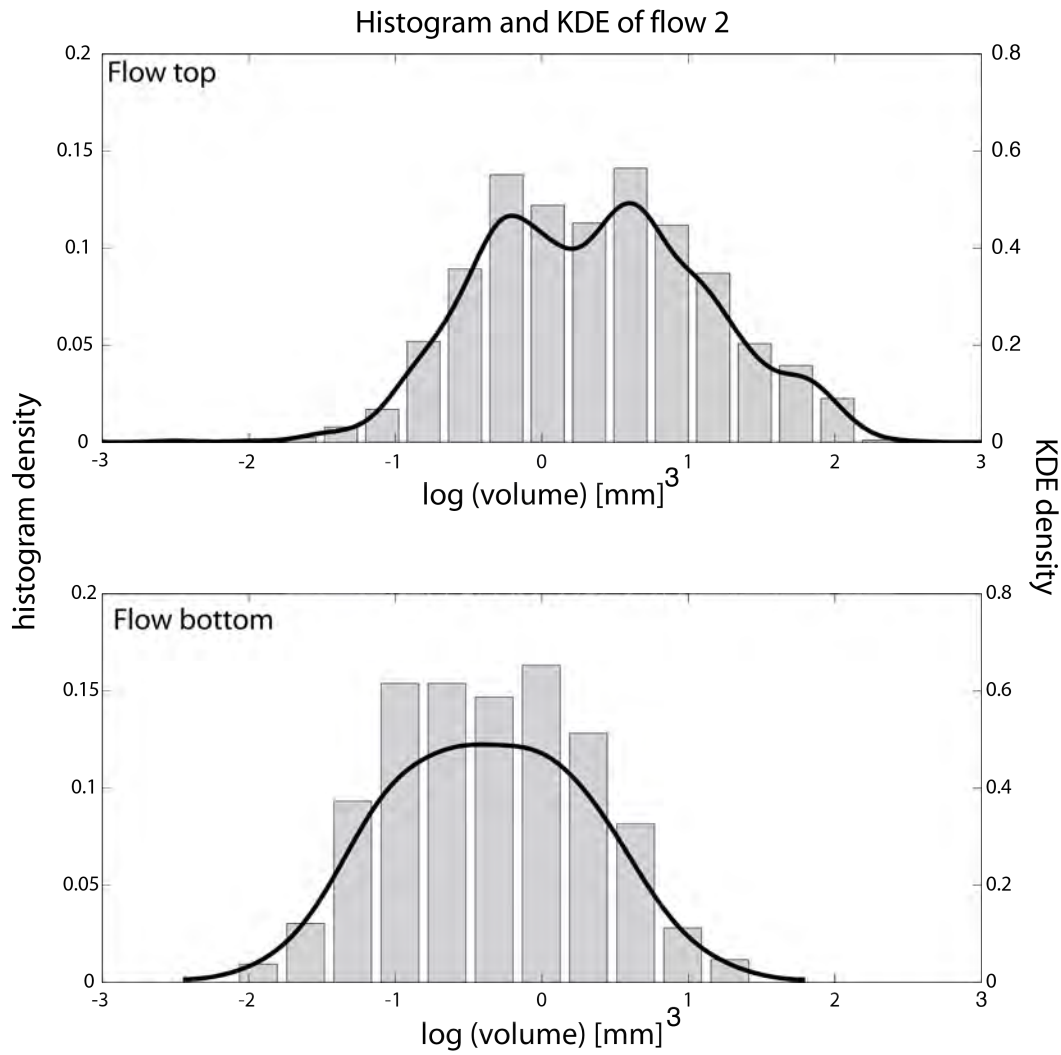 Histogram and KDE of flow 2
Flow top
0.2
0.15
0.1
0.05
0
0.8
0.6
0.4
0.2
0
-3 -2 -1 0 1 2 3
log (volume) [mm]³
histogram density
KDE density
Flow bottom
0.2
0.15
0.1
0.05
0
0.8
0.6
0.4
0.2
0
-3 -2 -1 0 1 2 3
log (volume) [mm]³